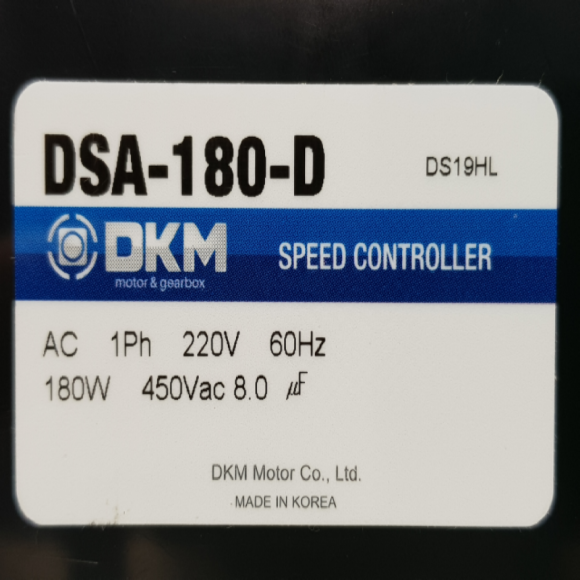 DSA-180-D DS19HL
DKM SPEED CONTROLLER
motor & gearbox
AC 1Ph 220V 60Hz
180W 450Vac 8.0 µF
DKM Motor Co., Ltd.
MADE IN KOREA